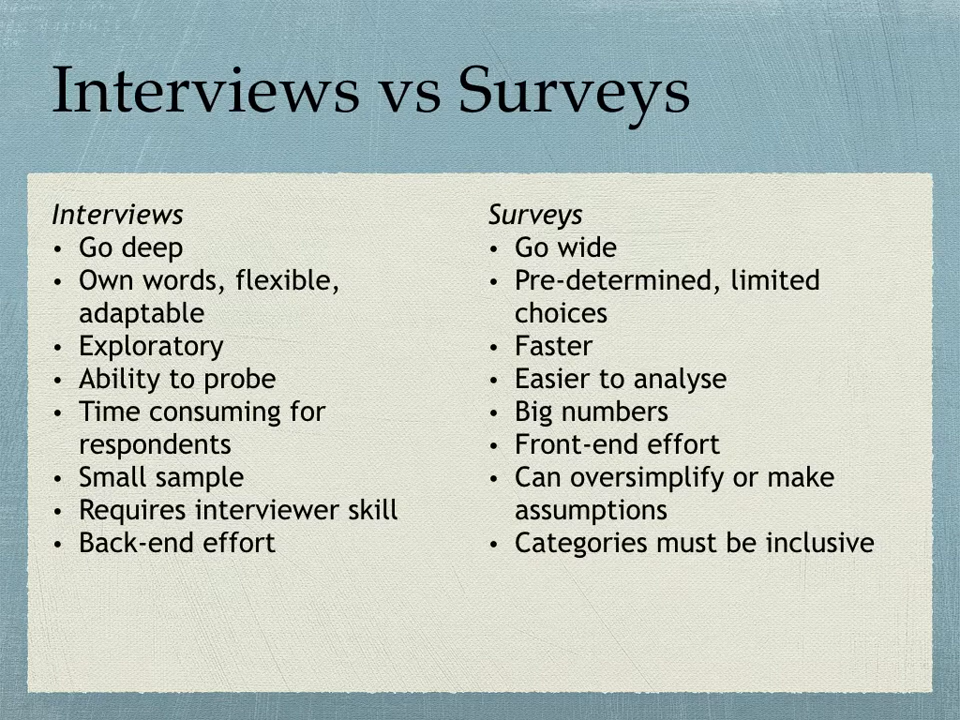 Interviews vs Surveys
Interviews
• Go deep
• Own words, flexible,
adaptable
• Exploratory
• Ability to probe
• Time consuming for
respondents
• Small sample
• Requires interviewer skill
• Back-end effort
Surveys
• Go wide
• Pre-determined, limited
choices
• Faster
• Easier to analyse
• Big numbers
• Front-end effort
• Can oversimplify or make
assumptions
• Categories must be inclusive